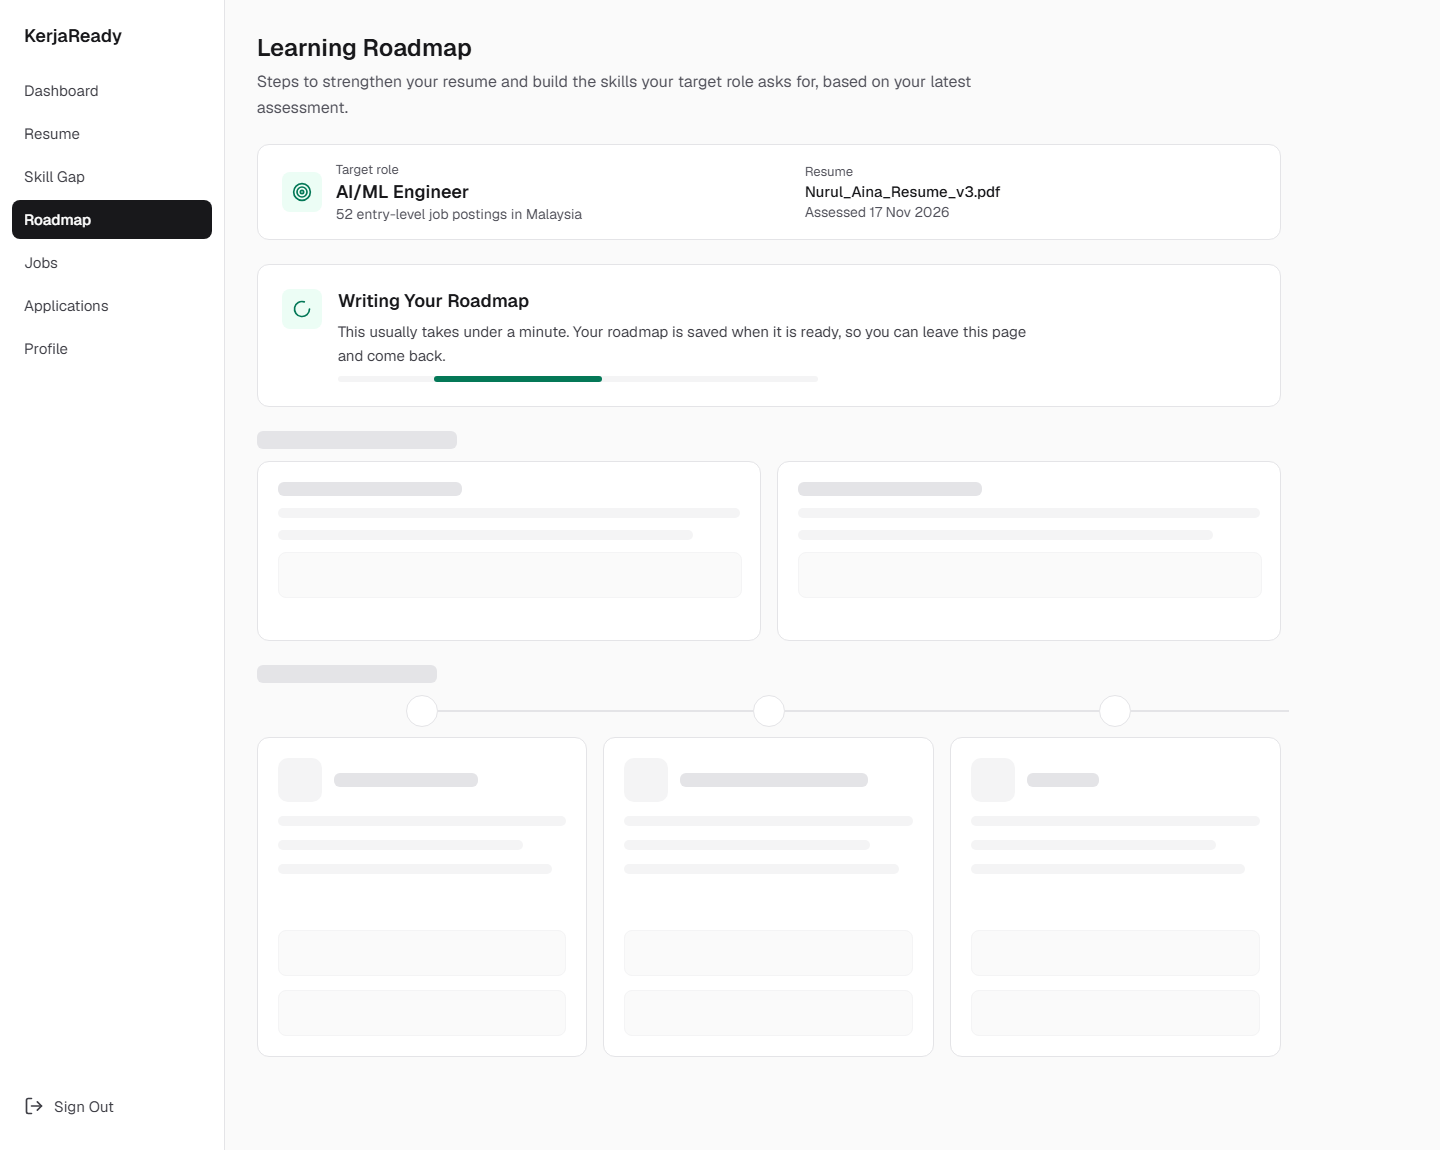 KerjaReady
Dashboard
Resume
Skill Gap
Roadmap
Jobs
Applications
Profile
Sign Out
Learning Roadmap
Steps to strengthen your resume and build the skills your target role asks for, based on your latest
assessment.
Target role
AI/ML Engineer
52 entry-level job postings in Malaysia
Resume
Nurul_Aina_Resume_v3.pdf
Assessed 17 Nov 2026
Writing Your Roadmap
This usually takes under a minute. Your roadmap is saved when it is ready, so you can leave this page
and come back.